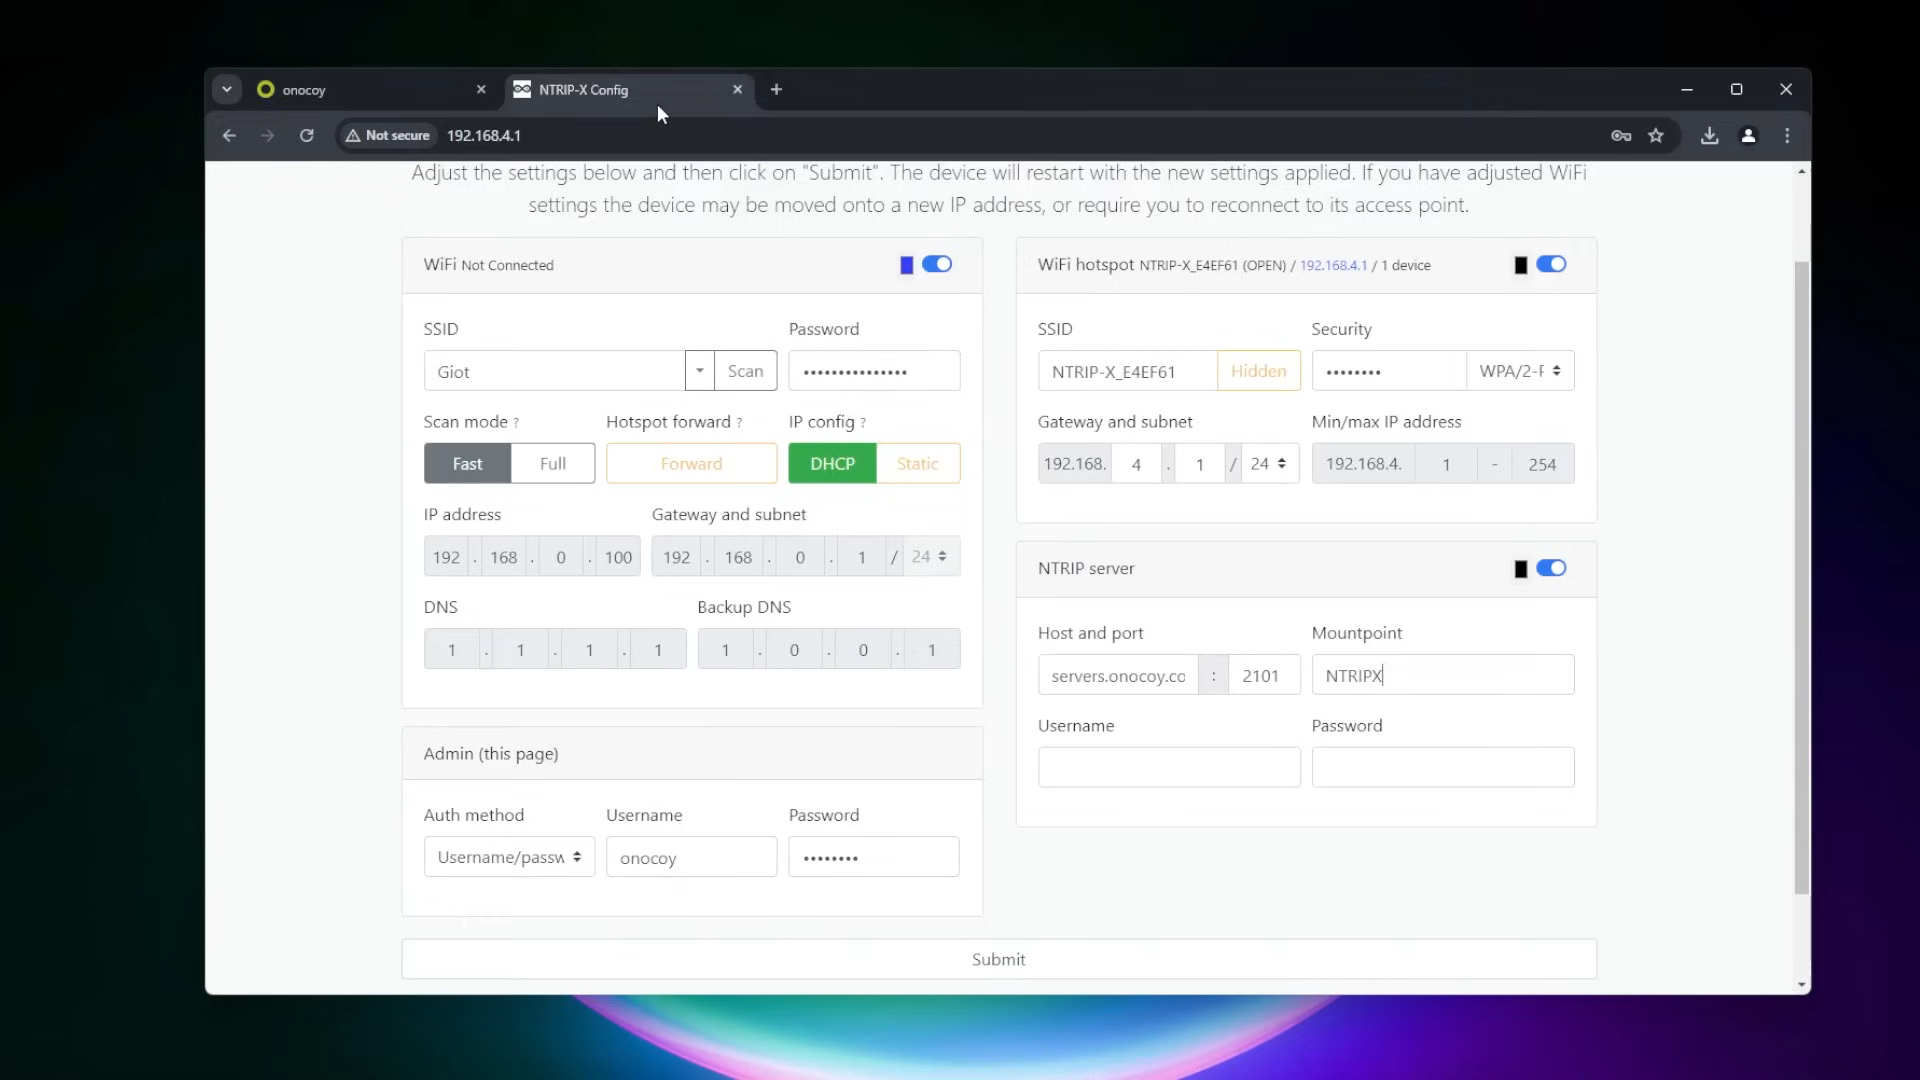 onocoy
NTRIP-X Config
Not secure 192.168.4.1
Adjust the settings below and then click on "Submit". The device will restart with the new settings applied. If you have adjusted WiFi
settings the device may be moved onto a new IP address, or require you to reconnect to its access point.
WiFi Not Connected
SSID Password
Giot Scan •••••••••••••••
Scan mode ? Hotspot forward ? IP config ?
Fast Full Forward DHCP Static
IP address Gateway and subnet
192 . 168 . 0 . 100 192 . 168 . 0 . 1 / 24
DNS Backup DNS
1 . 1 . 1 . 1 1 . 0 . 0 . 1
Admin (this page)
Auth method Username Password
Username/passw onocoy ••••••••
WiFi hotspot NTRIP-X_E4EF61 (OPEN) / 192.168.4.1 / 1 device
SSID Security
NTRIP-X_E4EF61 Hidden •••••••• WPA/2-F
Gateway and subnet Min/max IP address
192.168. 4 . 1 / 24 192.168.4. 1 - 254
NTRIP server
Host and port Mountpoint
servers.onocoy.co : 2101 NTRIPX
Username Password
Submit